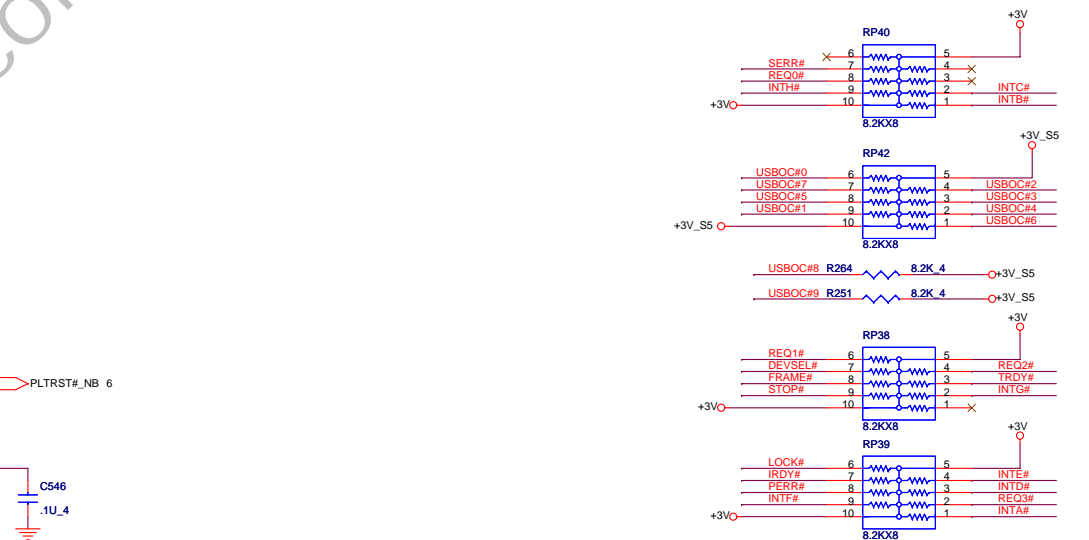 +3V
RP40
6 5
SERR# 7 4
REQ0# 8 3
INTH# 9 2 INTC#
+3V 10 1 INTB#
8.2KX8
+3V_S5
RP42
USBOC#0 6 5
USBOC#7 7 4 USBOC#2
USBOC#5 8 3 USBOC#3
USBOC#1 9 2 USBOC#4
+3V_S5 10 1 USBOC#6
8.2KX8
USBOC#8 R264 8.2K_4 +3V_S5
USBOC#9 R251 8.2K_4 +3V_S5
+3V
RP38
REQ1# 6 5
DEVSEL# 7 4 REQ2#
FRAME# 8 3 TRDY#
STOP# 9 2 INTG#
+3V 10 1
8.2KX8
PLTRST#_NB 6
+3V
RP39
LOCK# 6 5
IRDY# 7 4 INTE#
PERR# 8 3 INTD#
INTF# 9 2 REQ3#
+3V 10 1 INTA#
8.2KX8
C546
.1U_4